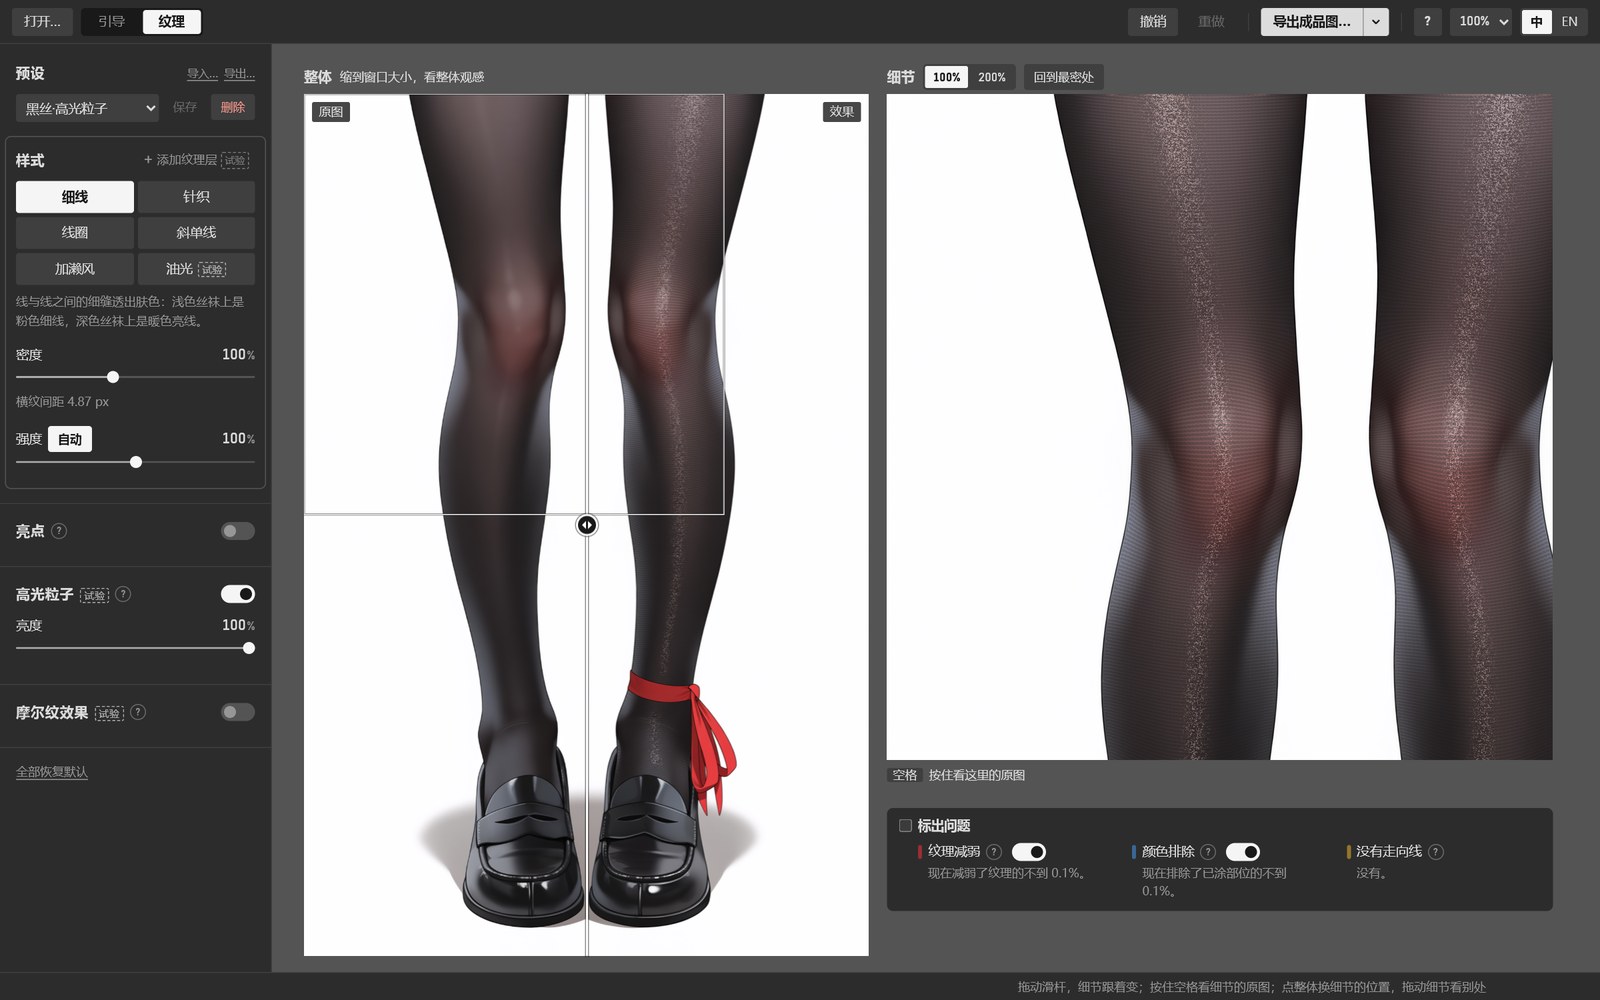 打开...
引导
纹理
撤销
重做
导出成品图...
?
100%
中
EN
预设
导入...
导出...
黑丝·高光粒子
保存
删除
样式
+ 添加纹理层 试验
细线
针织
线圈
斜单线
加濑风
油光 试验
线与线之间的细缝透出肤色：浅色丝袜上是
粉色细线，深色丝袜上是暖色亮线。
密度
100%
横纹间距 4.87 px
强度 自动
100%
亮点 ?
高光粒子 试验 ?
亮度
100%
摩尔纹效果 试验 ?
全部恢复默认
整体 缩到窗口大小，看整体观感
原图
效果
细节 100% 200% 回到最密处
空格 按住看这里的原图
标出问题
纹理减弱 ?
现在减弱了纹理的不到 0.1%。
颜色排除 ?
现在排除了已涂部位的不到
0.1%。
没有走向线 ?
没有。
拖动滑杆，细节跟着变；按住空格看细节的原图；点整体换细节的位置，拖动细节看别处